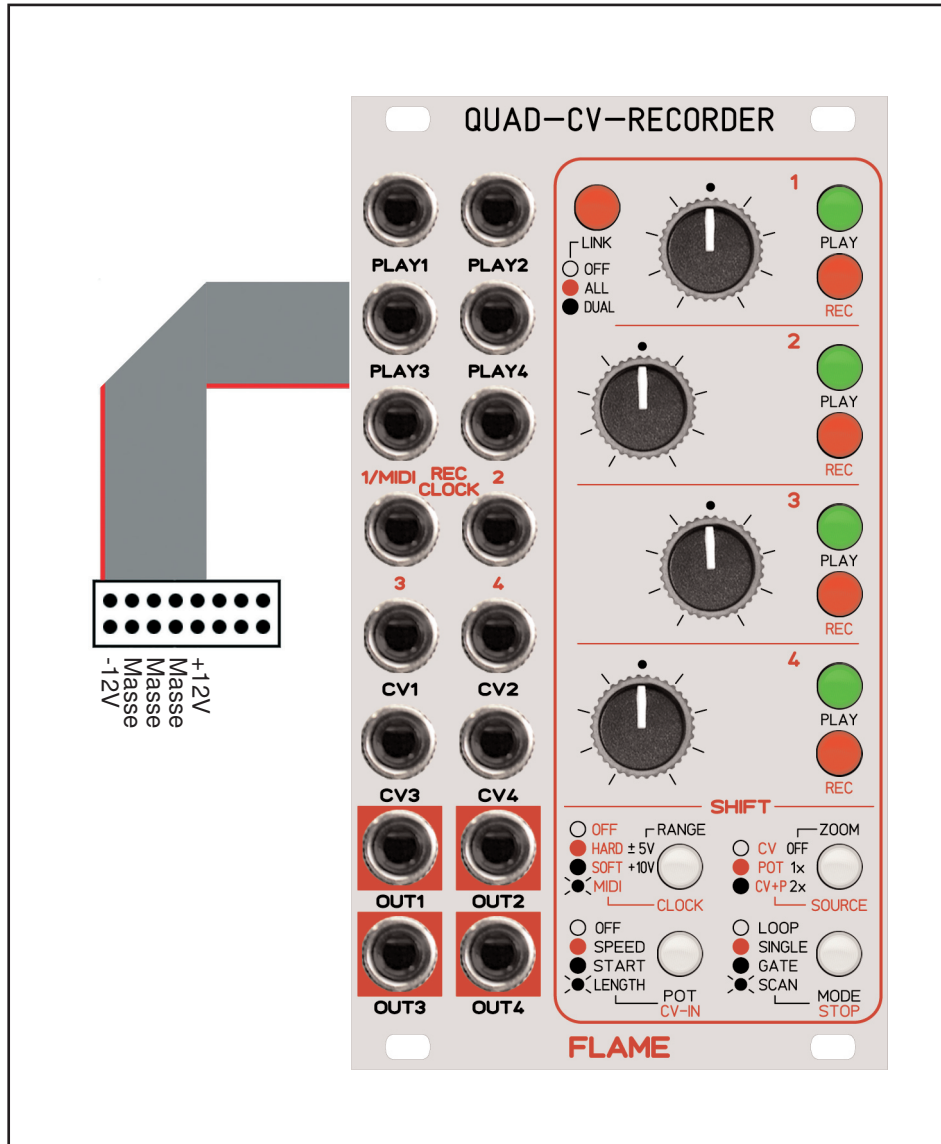 QUAD-CV-RECORDER
PLAY1 PLAY2
PLAY3 PLAY4
1/MIDI REC CLOCK 2
3 4
CV1 CV2
CV3 CV4
OUT1 OUT2
OUT3 OUT4
1
LINK
OFF
ALL
DUAL
PLAY
REC
2
PLAY
REC
3
PLAY
REC
4
PLAY
REC
SHIFT
OFF RANGE
HARD ± 5V
SOFT +10V
MIDI
CLOCK
ZOOM
CV OFF
POT 1x
CV+P 2x
SOURCE
OFF
SPEED
START
LENGTH
POT
CV-IN
LOOP
SINGLE
GATE
SCAN
MODE
STOP
FLAME
-12V
Masse
Masse
Masse
+12V